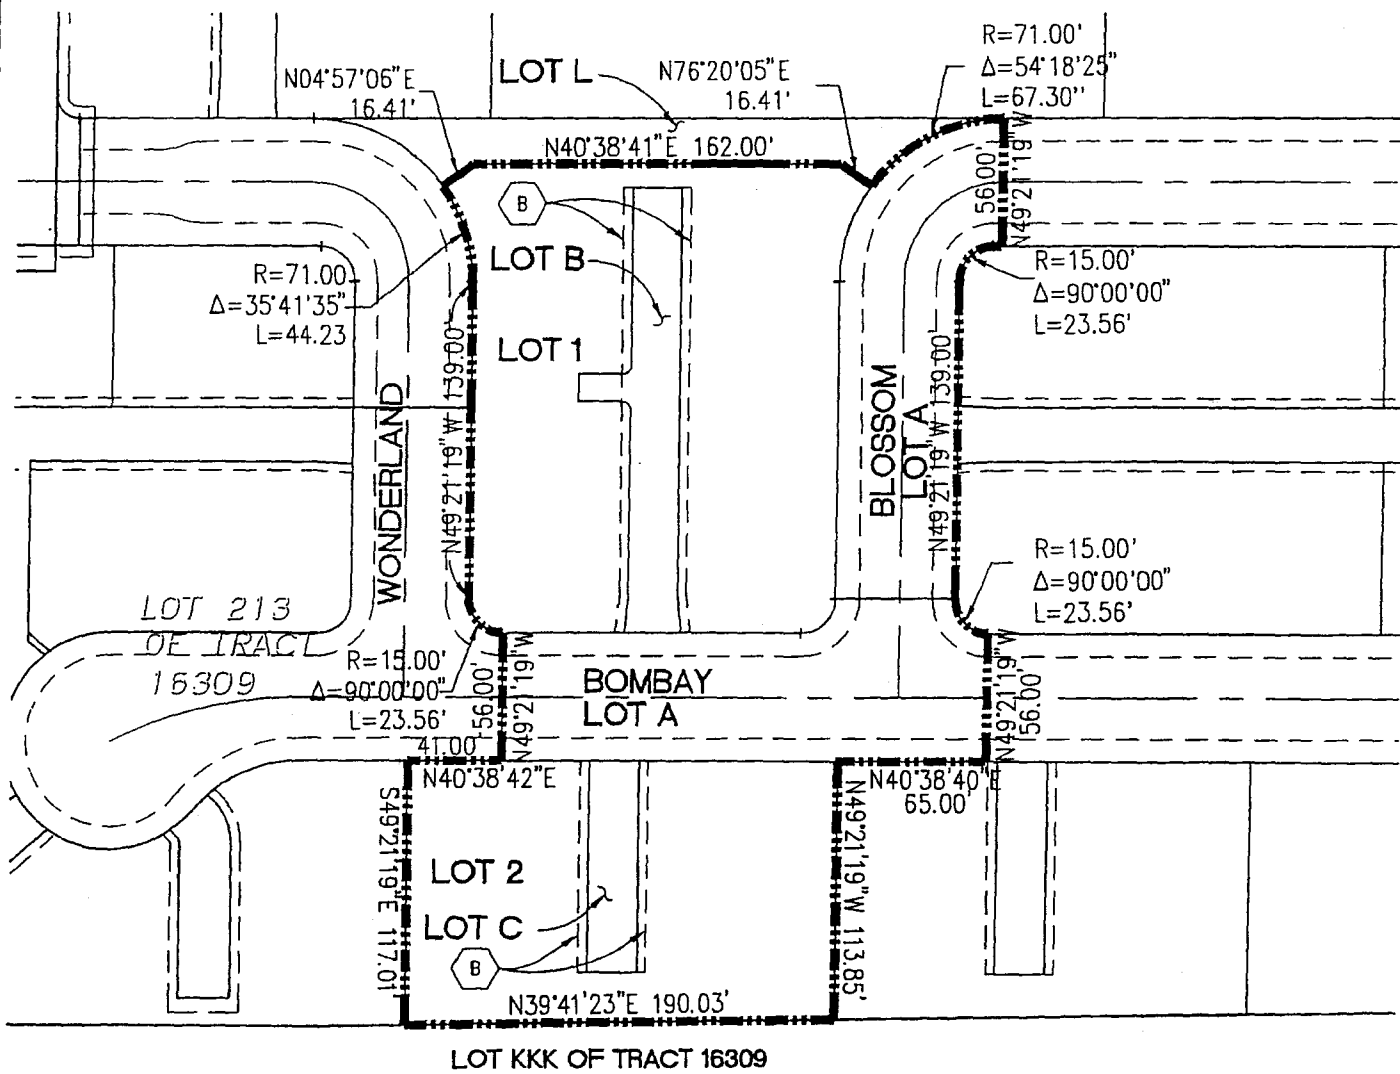 R=71.00'
Δ=54°18'25"
L=67.30''
N04°57'06"E
16.41'
LOT L
N76°20'05"E
16.41'
N40°38'41"E 162.00'
56.00'
N49°21'19"W
B
LOT B
R=71.00
Δ=35°41'35"
L=44.23
R=15.00'
Δ=90°00'00"
L=23.56'
LOT 1
N49°21'19"W 139.00'
WONDERLAND
BLOSSOM
LOT A
N49°21'19"W 139.00'
R=15.00'
Δ=90°00'00"
L=23.56'
LOT 213
OF TRACT
16309
R=15.00'
Δ=90°00'00"
L=23.56'
56.00'
N49°21'19"W
BOMBAY
LOT A
N49°21'19"W
56.00'
41.00'
N40°38'42"E
N40°38'40"E
65.00'
S49°21'19"E 117.01'
N49°21'19"W 113.85'
LOT 2
LOT C
B
N39°41'23"E 190.03'
LOT KKK OF TRACT 16309